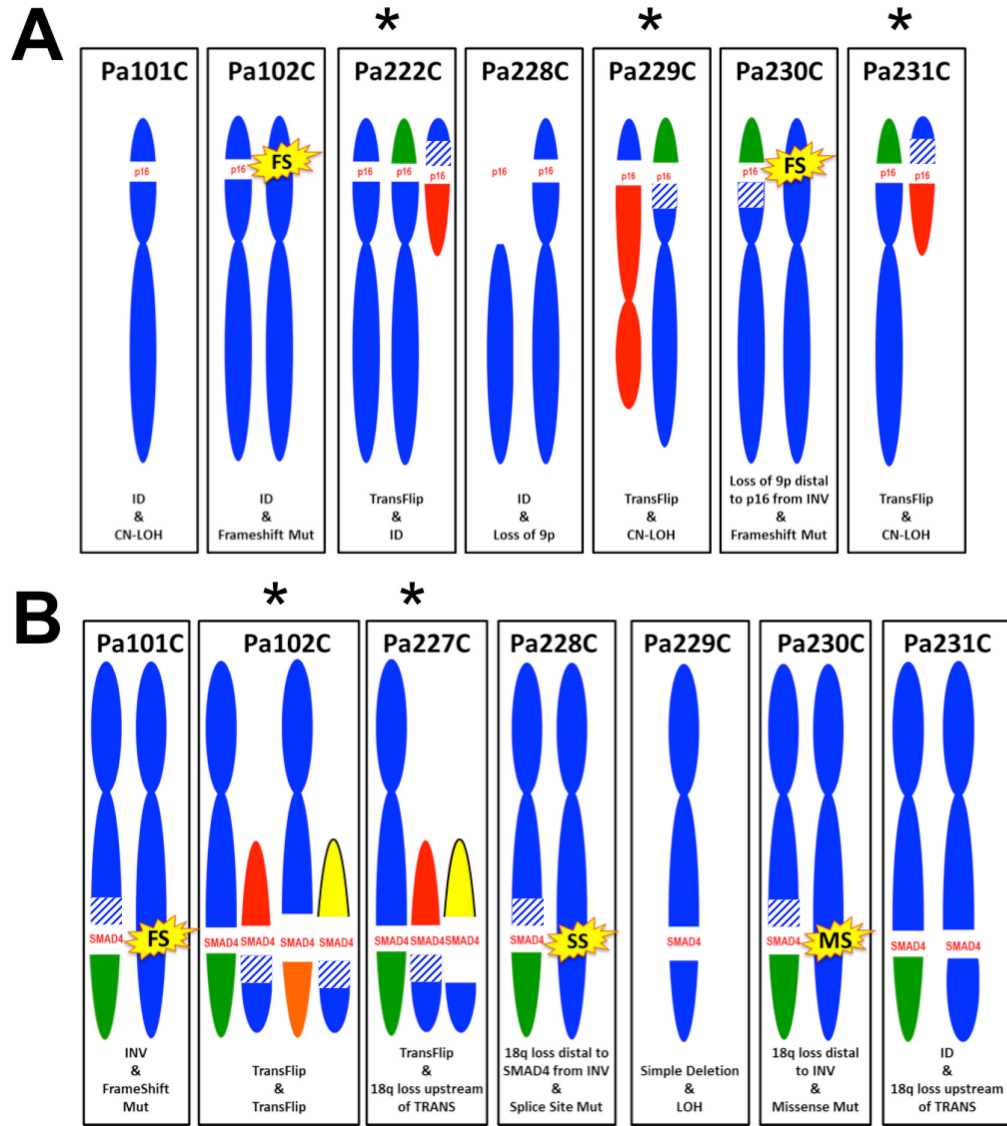 A
* * *
Pa101C Pa102C Pa222C Pa228C Pa229C Pa230C Pa231C
FS FS
p16 p16 p16 p16 p16 p16 p16 p16 p16 p16 p16 p16
ID
&
CN-LOH
ID
&
Frameshift Mut
TransFlip
&
ID
ID
&
Loss of 9p
TransFlip
&
CN-LOH
Loss of 9p distal
to p16 from INV
&
Frameshift Mut
TransFlip
&
CN-LOH
B
* *
Pa101C Pa102C Pa227C Pa228C Pa229C Pa230C Pa231C
SMAD4 FS SMAD4 SMAD4 SMAD4 SMAD4 SMAD4 SMAD4 SMAD4 SMAD4 SS SMAD4 SMAD4 MS SMAD4 SMAD4
INV
&
FrameShift
Mut
TransFlip
&
TransFlip
TransFlip
&
18q loss upstream
of TRANS
18q loss distal to
SMAD4 from INV
&
Splice Site Mut
Simple Deletion
&
LOH
18q loss distal
to INV
&
Missense Mut
ID
&
18q loss upstream
of TRANS